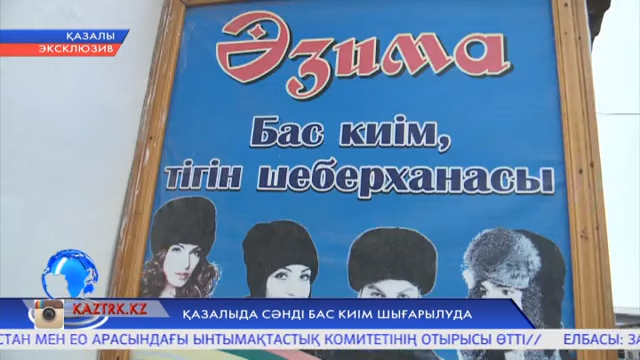 ҚАЗАЛЫ
ЭКСКЛЮЗИВ
Әзима
Бас киім,
тігін шеберханасы
KAZTRK.KZ
ҚАЗАЛЫДА СӘНДІ БАС КИІМ ШЫҒАРЫЛУДА
СТАН МЕН ЕО АРАСЫНДАҒЫ ЫНТЫМАҚТАСТЫҚ КОМИТЕТІНІҢ ОТЫРЫСЫ ӨТТІ// ЕЛБАСЫ: ЗА